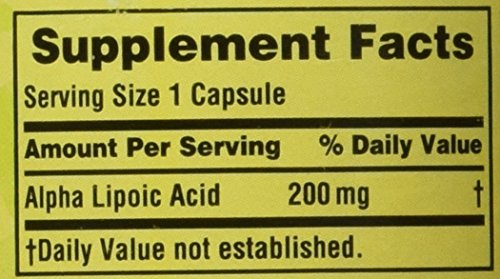 Supplement Facts
Serving Size 1 Capsule
Amount Per Serving % Daily Value
Alpha Lipoic Acid 200 mg †
†Daily Value not established.